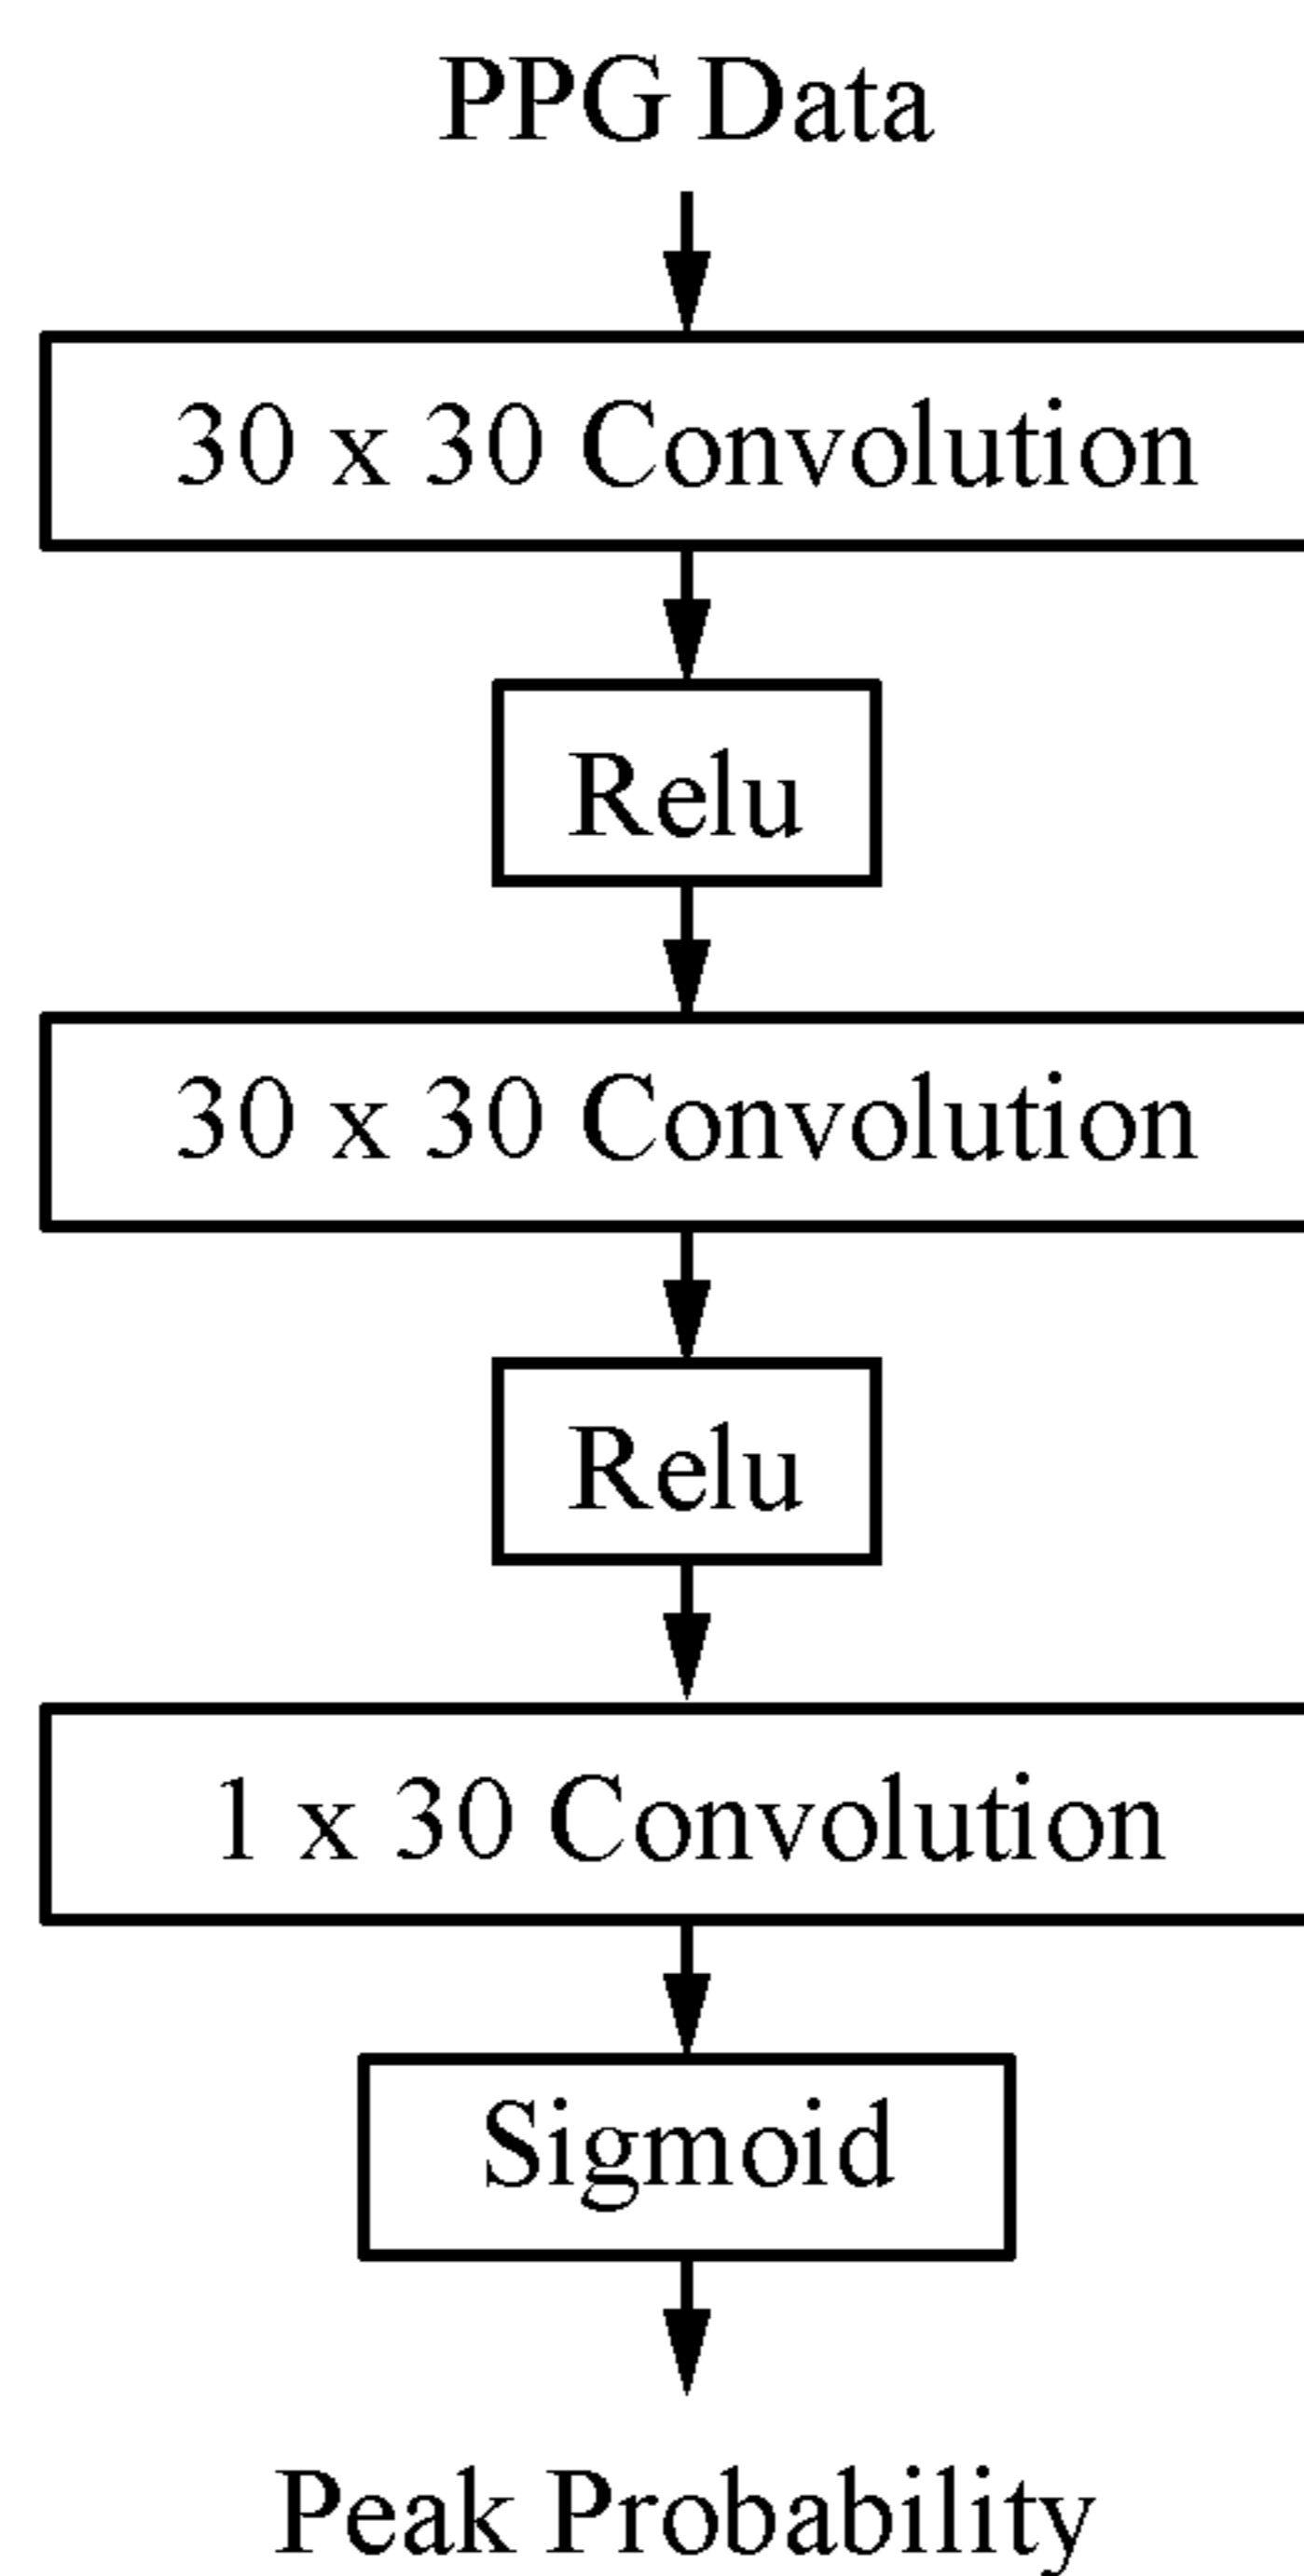 PPG Data
30 x 30 Convolution
Relu
30 x 30 Convolution
Relu
1 x 30 Convolution
Sigmoid
Peak Probability